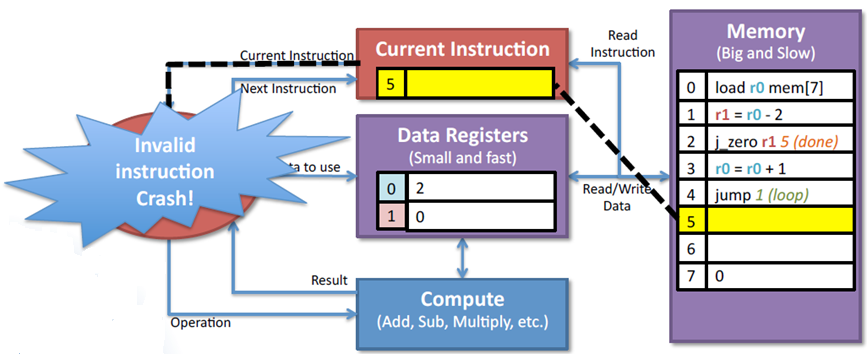 Current Instruction
Next Instruction
Current Instruction
5
Read
Instruction
Memory
(Big and Slow)
0 load r0 mem[7]
1 r1 = r0 - 2
2 j_zero r1 5 (done)
3 r0 = r0 + 1
4 jump 1 (loop)
5
6
7 0
Invalid
instruction
Crash!
to use
Data Registers
(Small and fast)
0 2
1 0
Read/Write
Data
Result
Operation
Compute
(Add, Sub, Multiply, etc.)